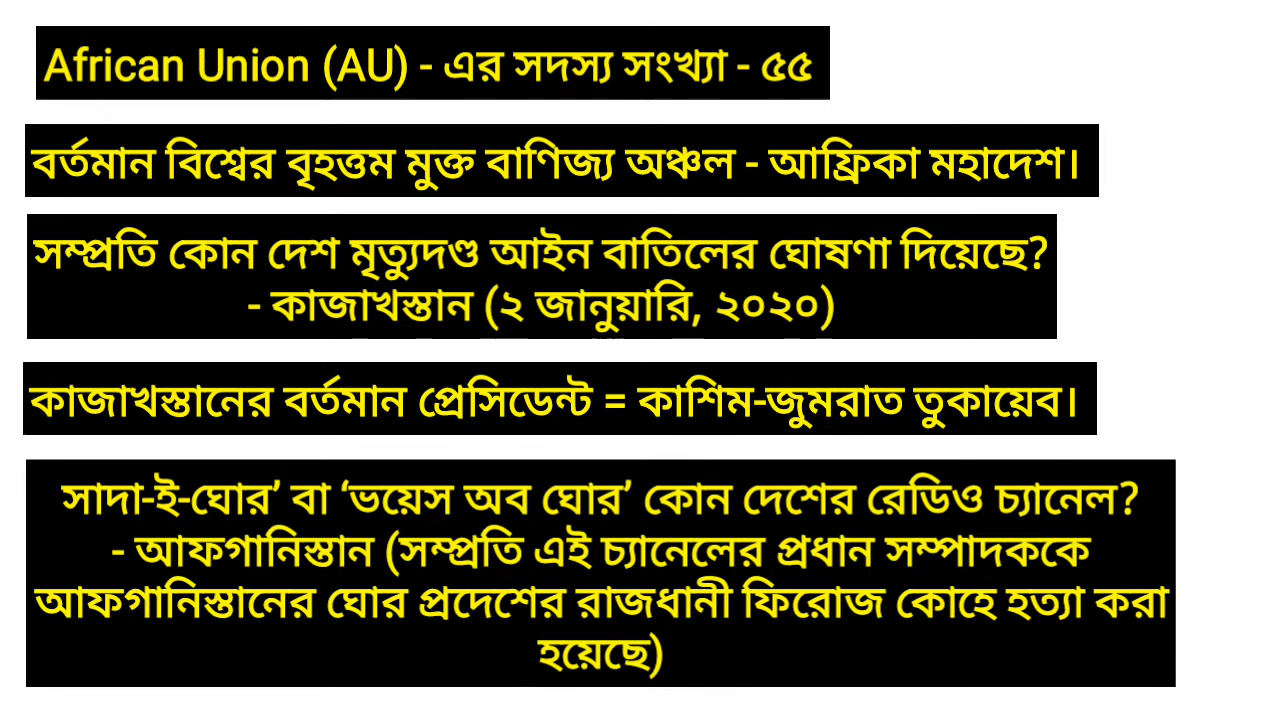 African Union (AU) - এর সদস্য সংখ্যা - ৫৫
বর্তমান বিশ্বের বৃহত্তম মুক্ত বাণিজ্য অঞ্চল - আফ্রিকা মহাদেশ।
সম্প্রতি কোন দেশ মৃত্যুদণ্ড আইন বাতিলের ঘোষণা দিয়েছে?
- কাজাখস্তান (২ জানুয়ারি, ২০২০)
কাজাখস্তানের বর্তমান প্রেসিডেন্ট = কাশিম-জুমরাত তুকায়েব।
সাদা-ই-ঘোর’ বা ‘ভয়েস অব ঘোর’ কোন দেশের রেডিও চ্যানেল?
- আফগানিস্তান (সম্প্রতি এই চ্যানেলের প্রধান সম্পাদককে
আফগানিস্তানের ঘোর প্রদেশের রাজধানী ফিরোজ কোহে হত্যা করা
হয়েছে)